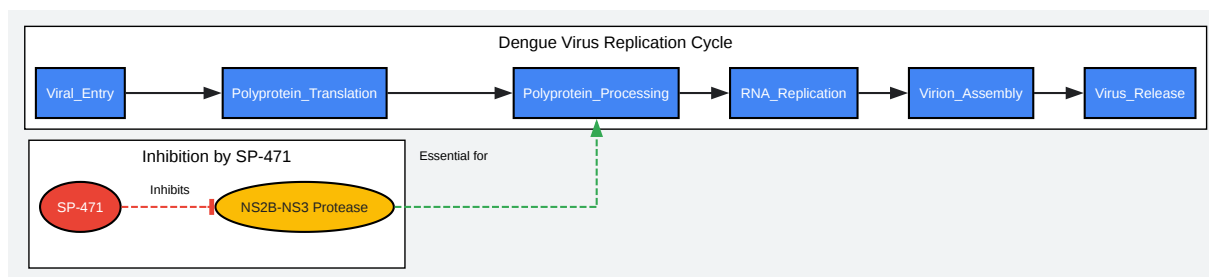 Dengue Virus Replication Cycle
Viral_Entry
Polyprotein_Translation
Polyprotein_Processing
RNA_Replication
Virion_Assembly
Virus_Release
Inhibition by SP-471
Essential for
SP-471
Inhibits
NS2B-NS3 Protease